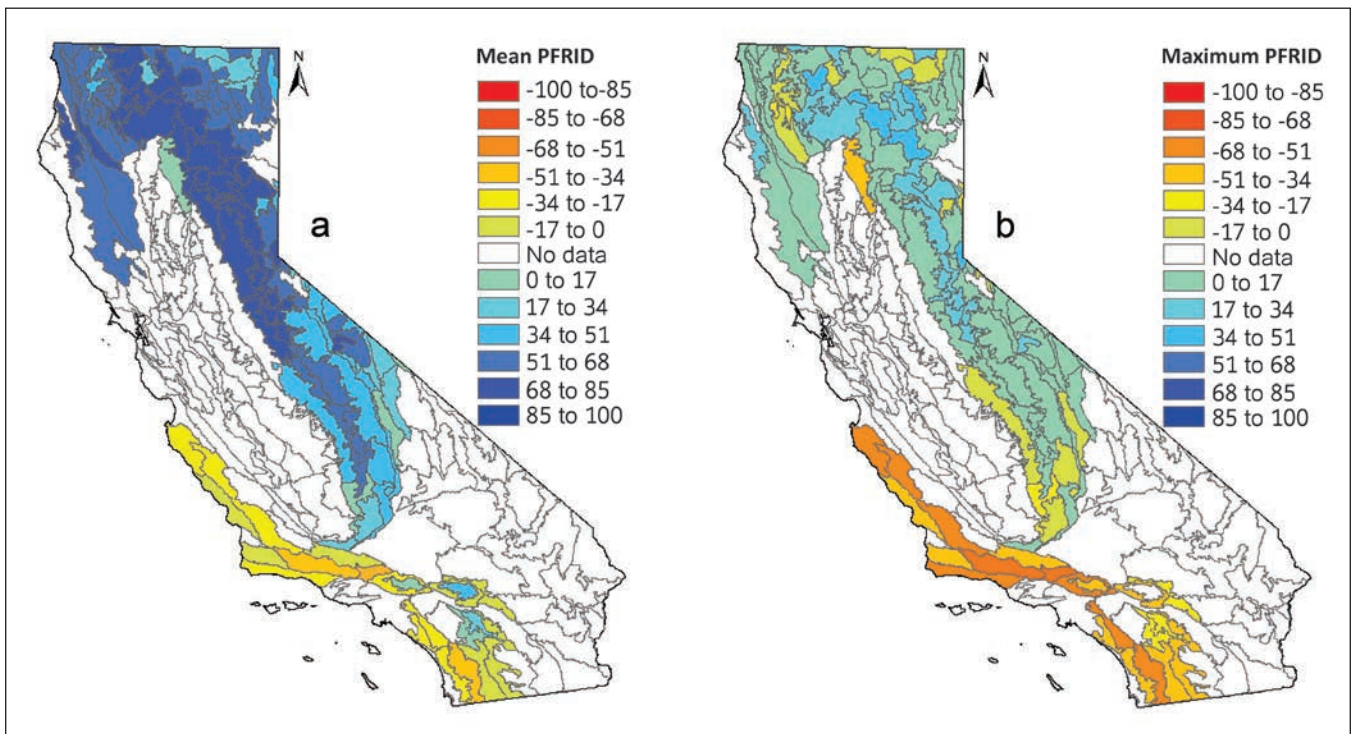 Mean PFRID
-100 to-85
-85 to -68
-68 to -51
-51 to -34
-34 to -17
-17 to 0
No data
0 to 17
17 to 34
34 to 51
51 to 68
68 to 85
85 to 100
N
a
Maximum PFRID
-100 to -85
-85 to -68
-68 to -51
-51 to -34
-34 to -17
-17 to 0
No data
0 to 17
17 to 34
34 to 51
51 to 68
68 to 85
85 to 100
N
b